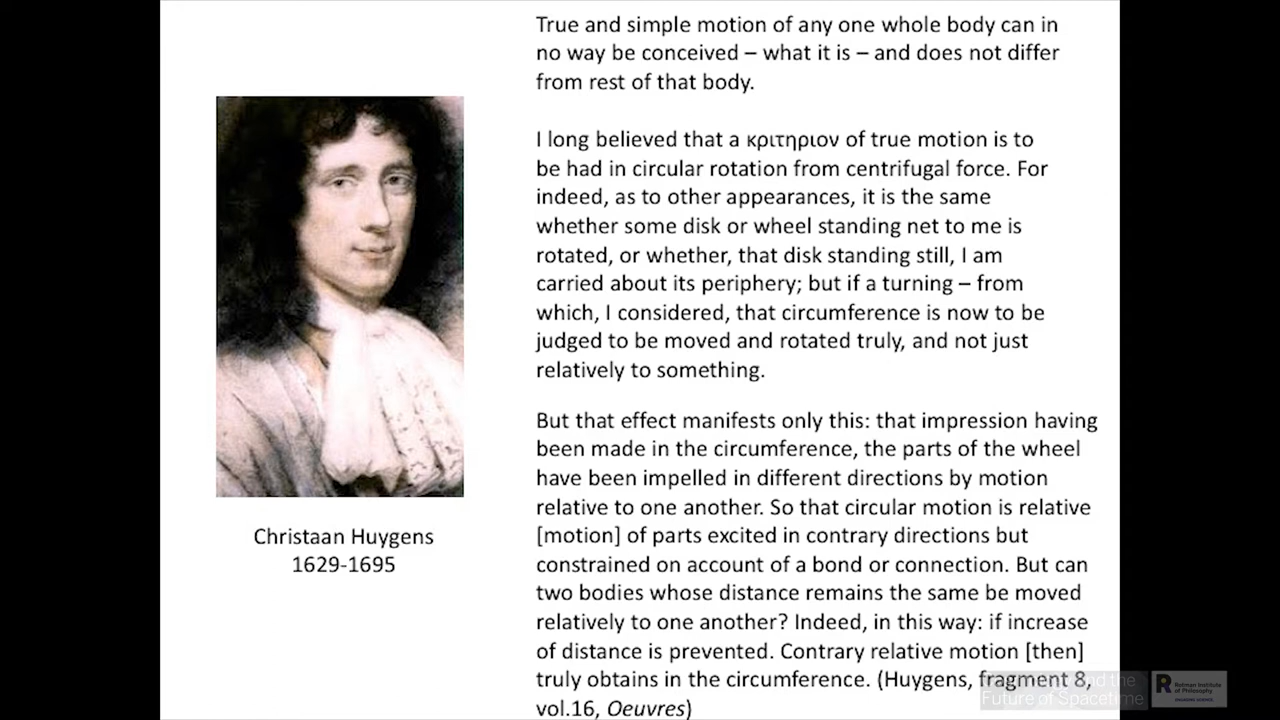 True and simple motion of any one whole body can in
no way be conceived – what it is – and does not differ
from rest of that body.
I long believed that a κριτηριον of true motion is to
be had in circular rotation from centrifugal force. For
indeed, as to other appearances, it is the same
whether some disk or wheel standing net to me is
rotated, or whether, that disk standing still, I am
carried about its periphery; but if a turning – from
which, I considered, that circumference is now to be
judged to be moved and rotated truly, and not just
relatively to something.
But that effect manifests only this: that impression having
been made in the circumference, the parts of the wheel
have been impelled in different directions by motion
relative to one another. So that circular motion is relative
[motion] of parts excited in contrary directions but
constrained on account of a bond or connection. But can
two bodies whose distance remains the same be moved
relatively to one another? Indeed, in this way: if increase
of distance is prevented. Contrary relative motion [then]
truly obtains in the circumference. (Huygens, fragment 8,
vol.16, Oeuvres)
Christaan Huygens
1629-1695
and the
Future of Spacetime
R
Rotman Institute
of Philosophy